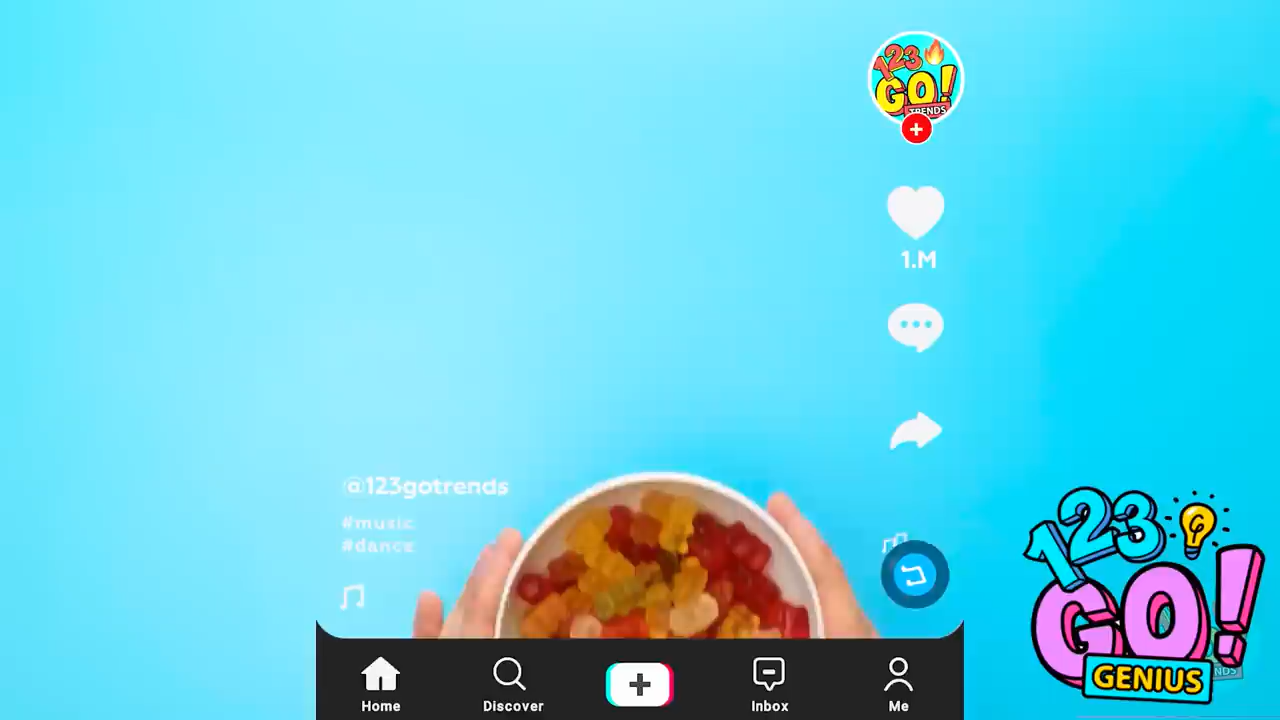 123
GO!
TRENDS
1.M
@123gotrends
#music
#dance
Home
Discover
Inbox
Me
123
GO!
GENIUS